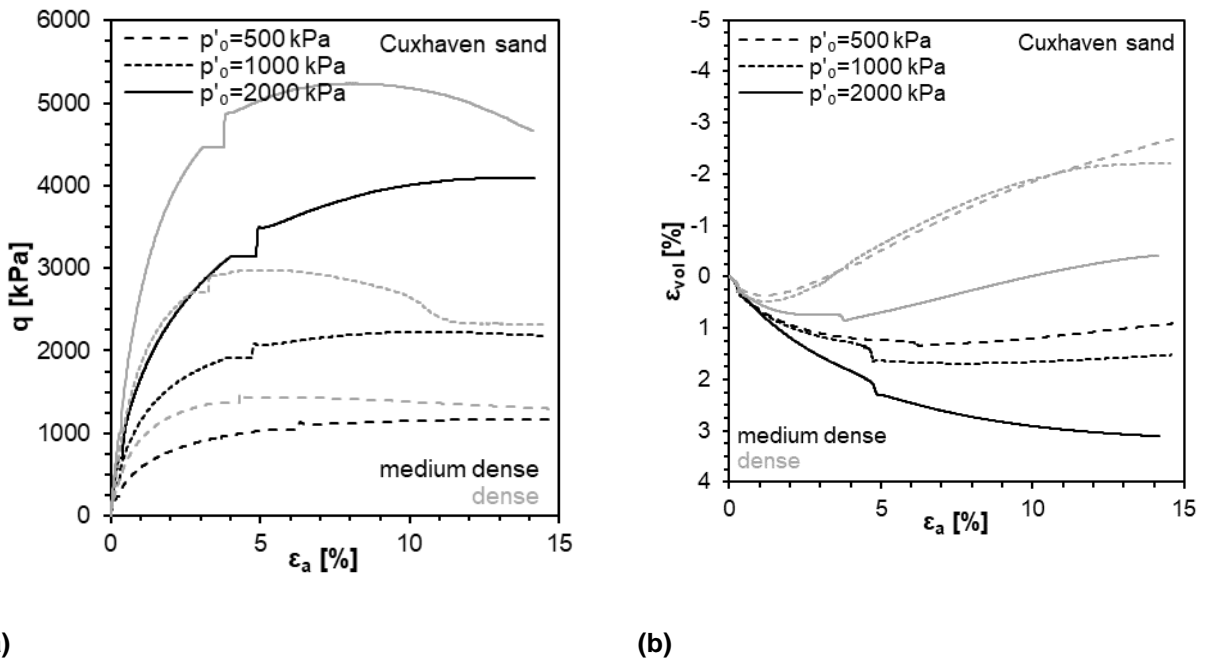 6000
5000
4000
3000
2000
1000
0
q [kPa]
p'₀=500 kPa
p'₀=1000 kPa
p'₀=2000 kPa
Cuxhaven sand
medium dense
dense
0 5 10 15
εₐ [%]
-5
-4
-3
-2
-1
0
1
2
3
4
εᵥₒₗ [%]
p'₀=500 kPa
p'₀=1000 kPa
p'₀=2000 kPa
Cuxhaven sand
medium dense
dense
0 5 10 15
εₐ [%]
)
(b)